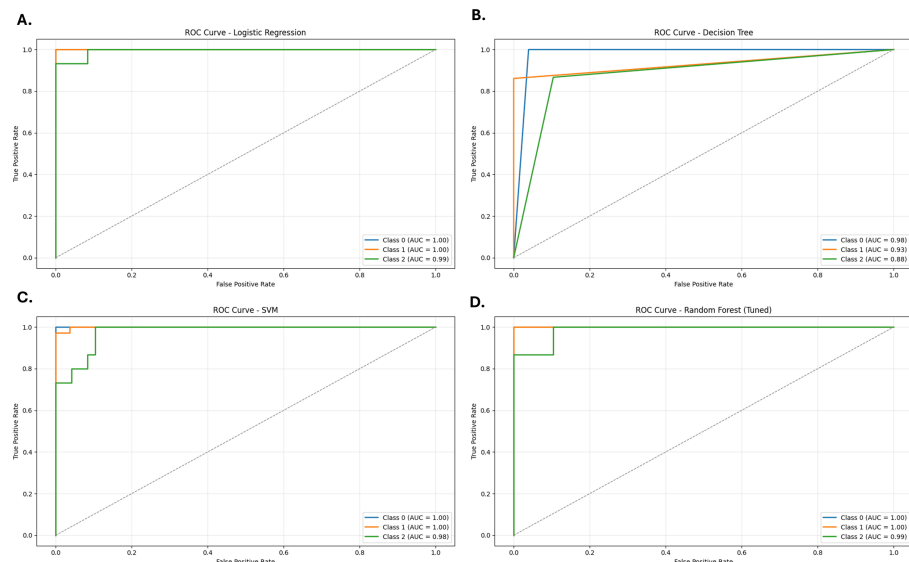 A.
ROC Curve - Logistic Regression
True Positive Rate
1.0
0.8
0.6
0.4
0.2
0.0
0.0 0.2 0.4 0.6 0.8 1.0
False Positive Rate
Class 0 (AUC = 1.00)
Class 1 (AUC = 1.00)
Class 2 (AUC = 0.99)
B.
ROC Curve - Decision Tree
True Positive Rate
1.0
0.8
0.6
0.4
0.2
0.0
0.0 0.2 0.4 0.6 0.8 1.0
False Positive Rate
Class 0 (AUC = 0.98)
Class 1 (AUC = 0.93)
Class 2 (AUC = 0.88)
C.
ROC Curve - SVM
True Positive Rate
1.0
0.8
0.6
0.4
0.2
0.0
0.0 0.2 0.4 0.6 0.8 1.0
False Positive Rate
Class 0 (AUC = 1.00)
Class 1 (AUC = 1.00)
Class 2 (AUC = 0.98)
D.
ROC Curve - Random Forest (Tuned)
True Positive Rate
1.0
0.8
0.6
0.4
0.2
0.0
0.0 0.2 0.4 0.6 0.8 1.0
False Positive Rate
Class 0 (AUC = 1.00)
Class 1 (AUC = 1.00)
Class 2 (AUC = 0.99)